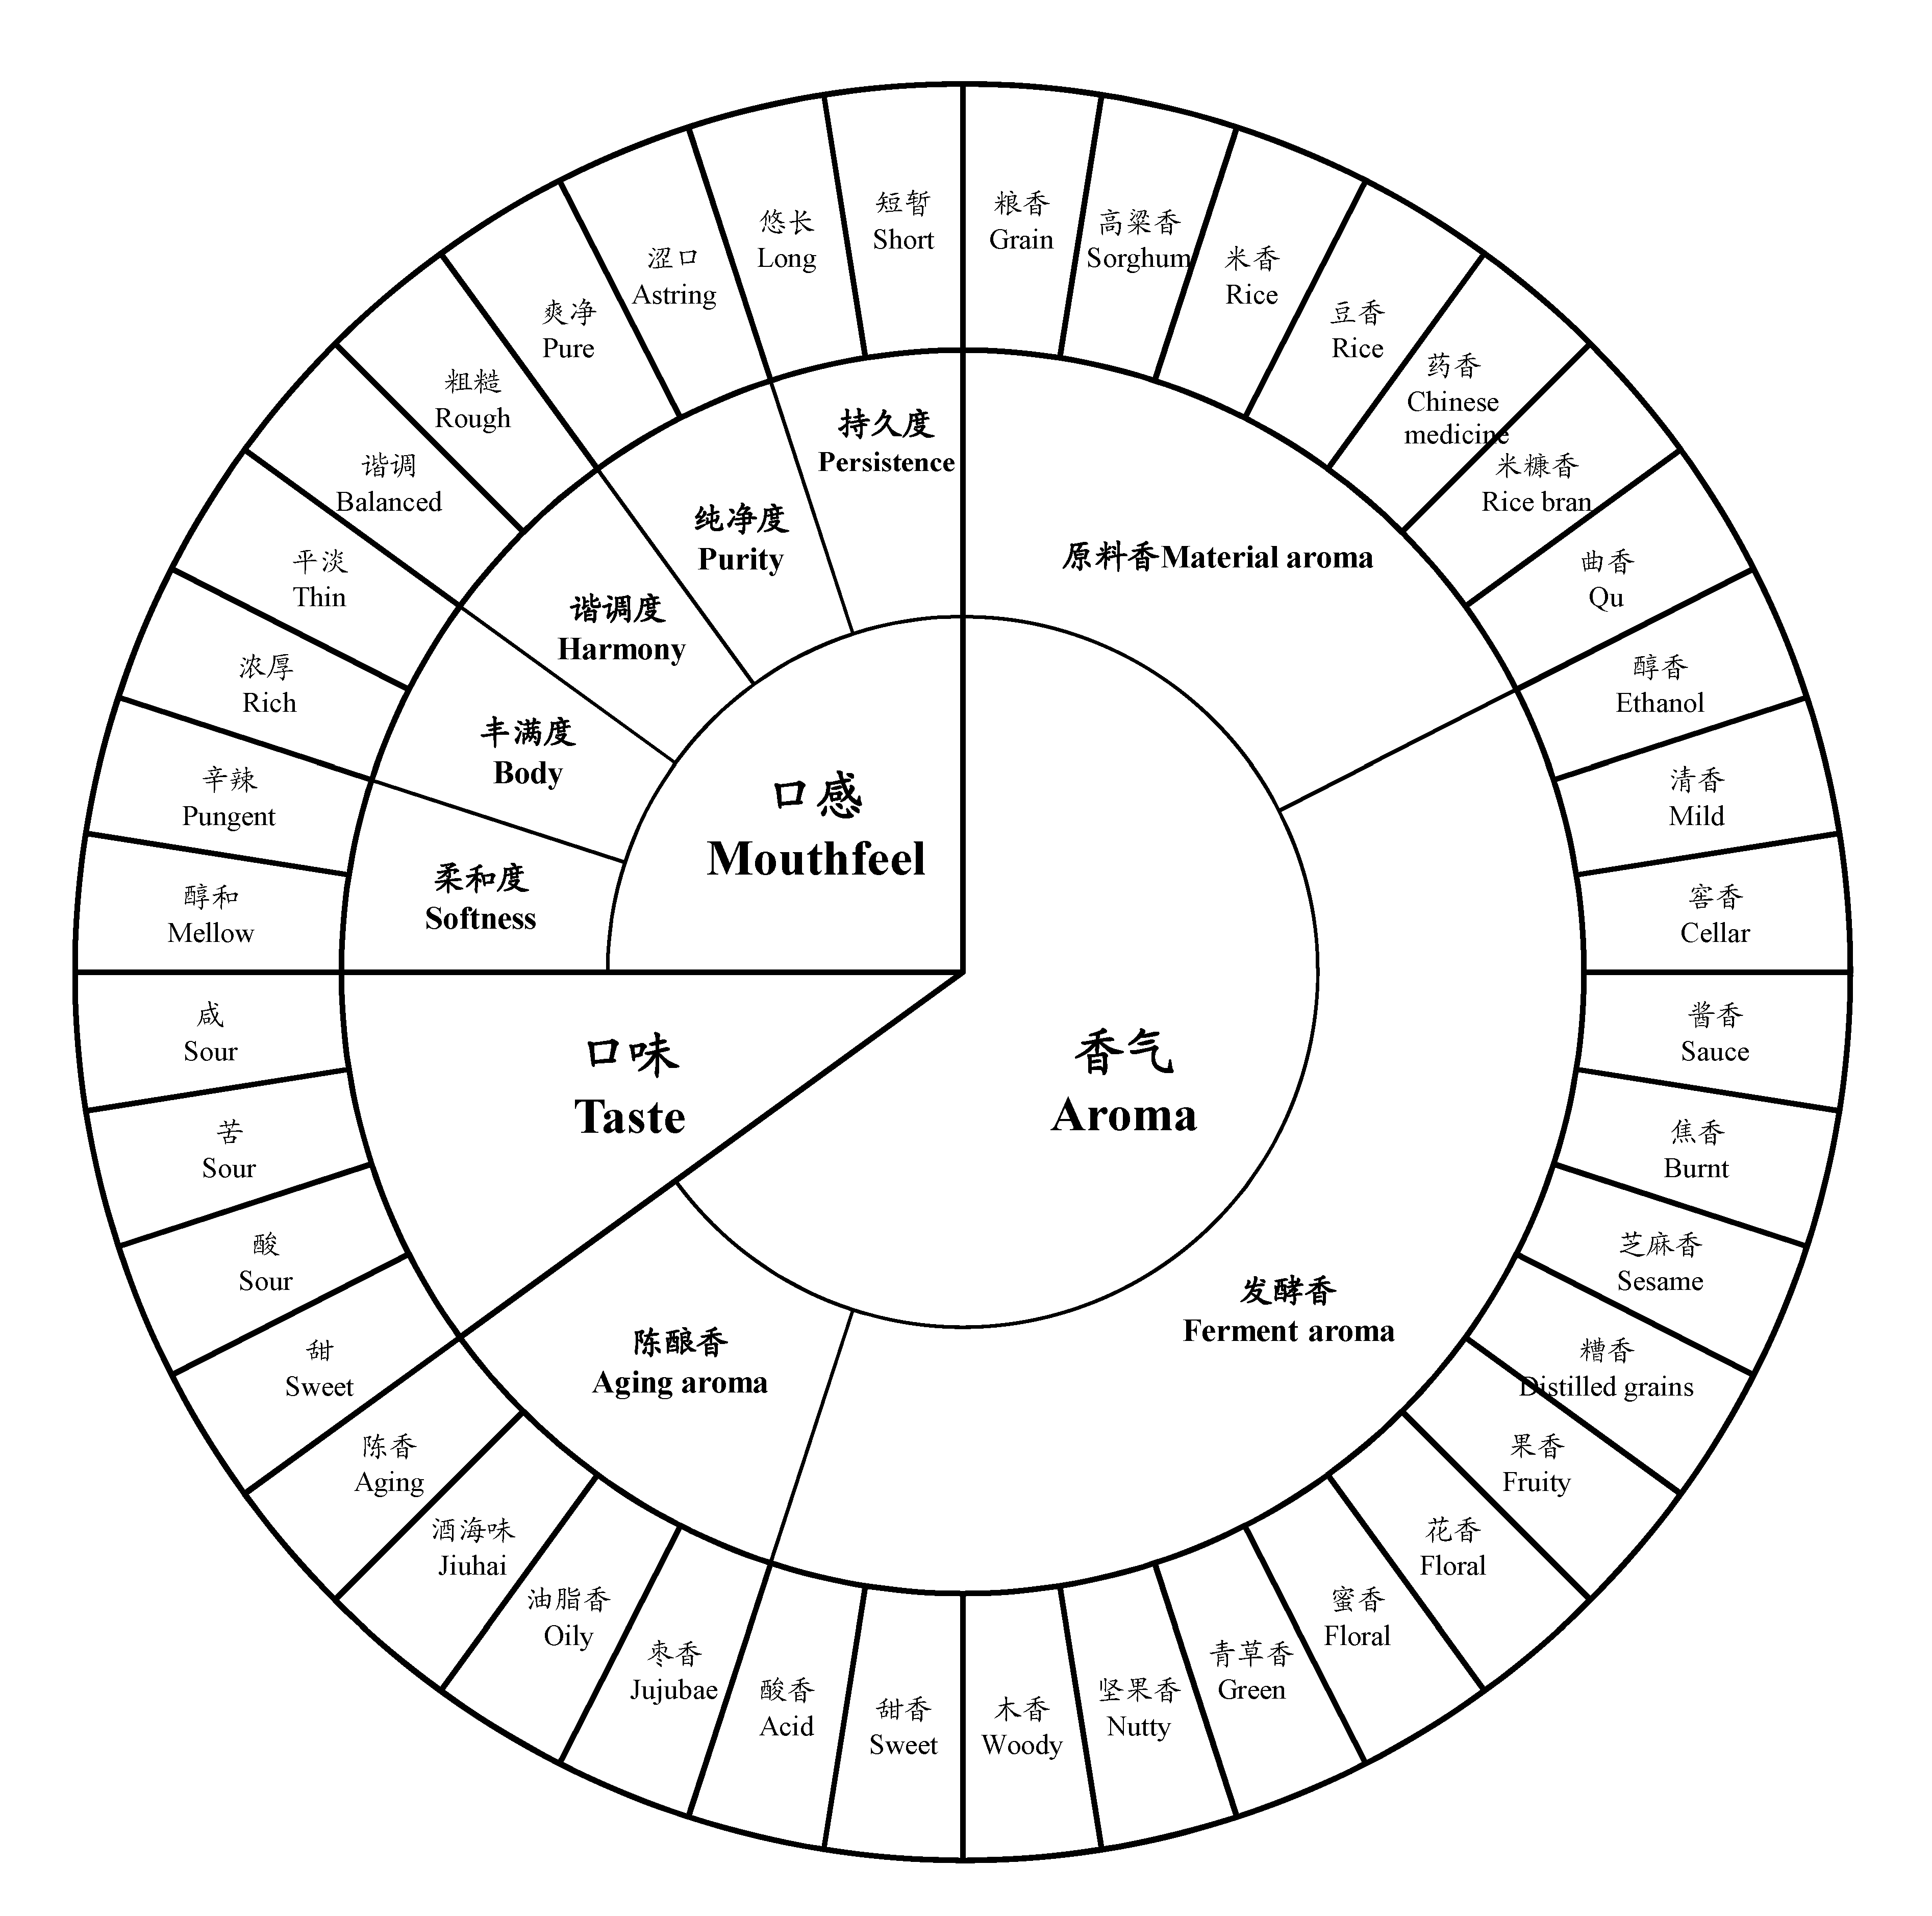 粮香
Grain
高粱香
Sorghum
米香
Rice
豆香
Rice
药香
Chinese
medicine
米糠香
Rice bran
曲香
Qu
醇香
Ethanol
清香
Mild
窖香
Cellar
酱香
Sauce
焦香
Burnt
芝麻香
Sesame
糟香
Distilled grains
果香
Fruity
花香
Floral
蜜香
Floral
青草香
Green
坚果香
Nutty
木香
Woody
甜香
Sweet
酸香
Acid
枣香
Jujubae
油脂香
Oily
酒海味
Jiuhai
陈香
Aging
甜
Sweet
酸
Sour
苦
Sour
咸
Sour
醇和
Mellow
辛辣
Pungent
浓厚
Rich
平淡
Thin
谐调
Balanced
粗糙
Rough
爽净
Pure
涩口
Astring
悠长
Long
短暂
Short
原料香Material aroma
发酵香
Ferment aroma
陈酿香
Aging aroma
柔和度
Softness
丰满度
Body
谐调度
Harmony
纯净度
Purity
持久度
Persistence
口感
Mouthfeel
口味
Taste
香气
Aroma